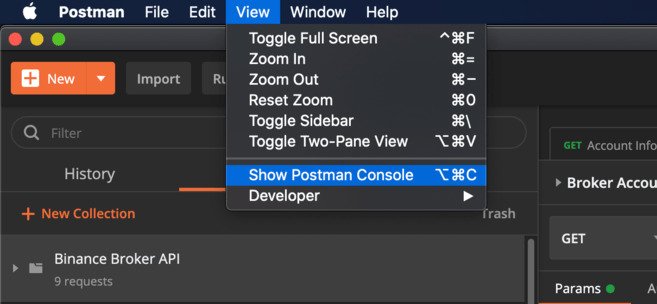 Postman File Edit View Window Help
Toggle Full Screen ^⌘F
Zoom In ⌘=
Zoom Out ⌘−
Reset Zoom ⌘0
Toggle Sidebar ⌘\
Toggle Two-Pane View ⌥⌘V
Show Postman Console ⌥⌘C
Developer
New
Import
Ru
Filter
History
+ New Collection
Trash
Binance Broker API
9 requests
GET Account Info
Broker Accou
GET
Params
A